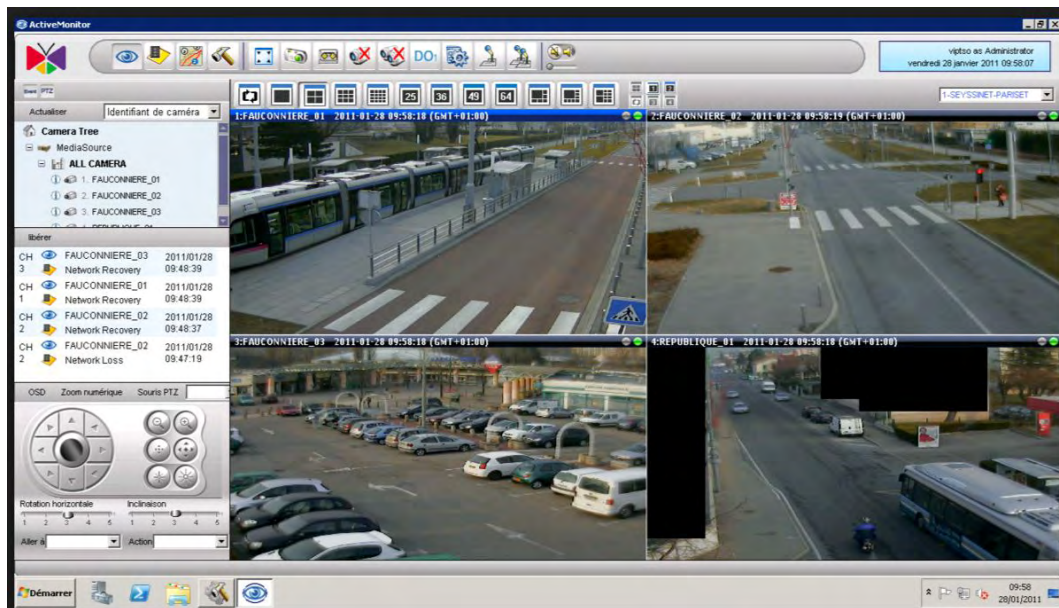 ActiveMonitor
DO1
viptso as Administrator
vendredi 28 janvier 2011 09:58:07
PTZ
25 36 49 64
1-SEYSSINET-PARISET
Actualiser Identifiant de caméra
Camera Tree
MediaSource
ALL CAMERA
1. FAUCONNIERE_01
2. FAUCONNIERE_02
3. FAUCONNIERE_03
libérer
CH 3 FAUCONNIERE_03 2011/01/28
Network Recovery 09:48:39
CH 1 FAUCONNIERE_01 2011/01/28
Network Recovery 09:48:39
CH 2 FAUCONNIERE_02 2011/01/28
Network Recovery 09:48:37
CH 2 FAUCONNIERE_02 2011/01/28
Network Loss 09:47:19
OSD Zoom numérique Souris PTZ
Rotation horizontale Inclinaison
1 2 3 4 5 1 2 3 4 5
Aller à Action
1:FAUCONNIERE_01 2011-01-28 09:58:18 (GMT+01:00)
2:FAUCONNIERE_02 2011-01-28 09:58:19 (GMT+01:00)
3:FAUCONNIERE_03 2011-01-28 09:58:18 (GMT+01:00)
4:REPUBLIQUE_01 2011-01-28 09:58:18 (GMT+01:00)
Démarrer
09:58
28/01/2011